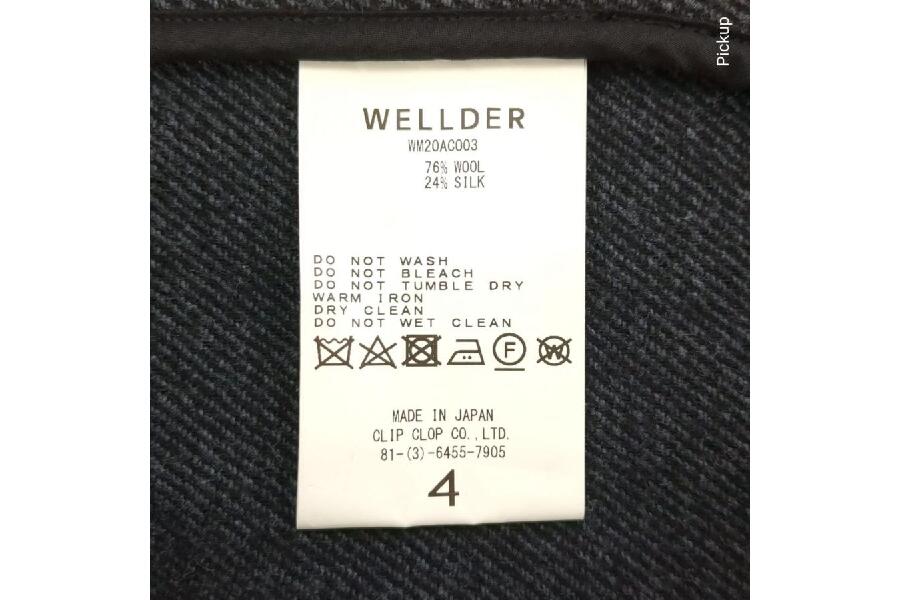 Pickup
WELLDER
WM20AC003
76% WOOL
24% SILK
DO NOT WASH
DO NOT BLEACH
DO NOT TUMBLE DRY
WARM IRON
DRY CLEAN
DO NOT WET CLEAN
F W
MADE IN JAPAN
CLIP CLOP CO.,LTD.
81-(3)-6455-7905
4